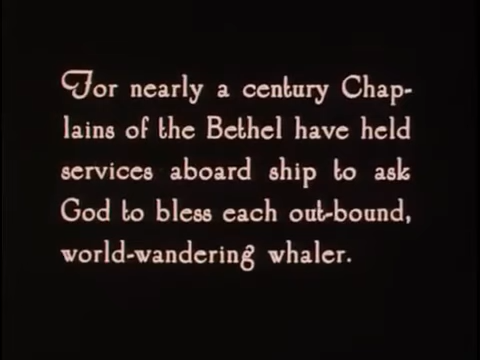 For nearly a century Chap-
lains of the Bethel have held
services aboard ship to ask
God to bless each out-bound,
world-wandering whaler.